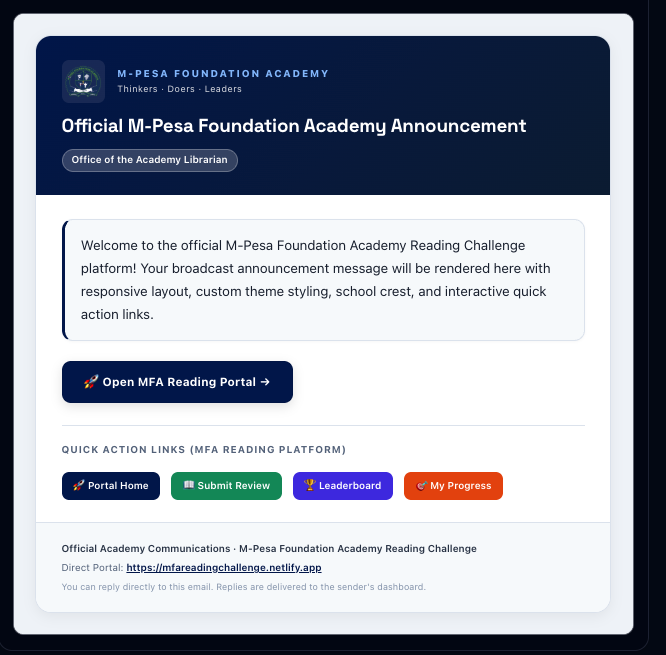 M-PESA FOUNDATION ACADEMY
Thinkers · Doers · Leaders
Official M-Pesa Foundation Academy Announcement
Office of the Academy Librarian
Welcome to the official M-Pesa Foundation Academy Reading Challenge
platform! Your broadcast announcement message will be rendered here with
responsive layout, custom theme styling, school crest, and interactive quick
action links.
🚀 Open MFA Reading Portal →
QUICK ACTION LINKS (MFA READING PLATFORM)
🚀 Portal Home
📖 Submit Review
🏆 Leaderboard
🎯 My Progress
Official Academy Communications · M-Pesa Foundation Academy Reading Challenge
Direct Portal: https://mfareadingchallenge.netlify.app
You can reply directly to this email. Replies are delivered to the sender's dashboard.